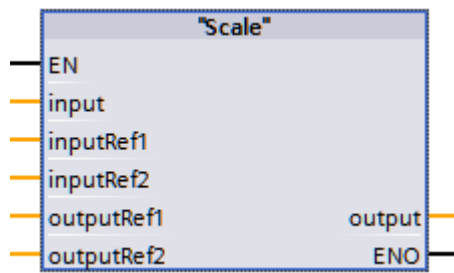 "Scale"
EN
input
inputRef1
inputRef2
outputRef1 output
outputRef2 ENO